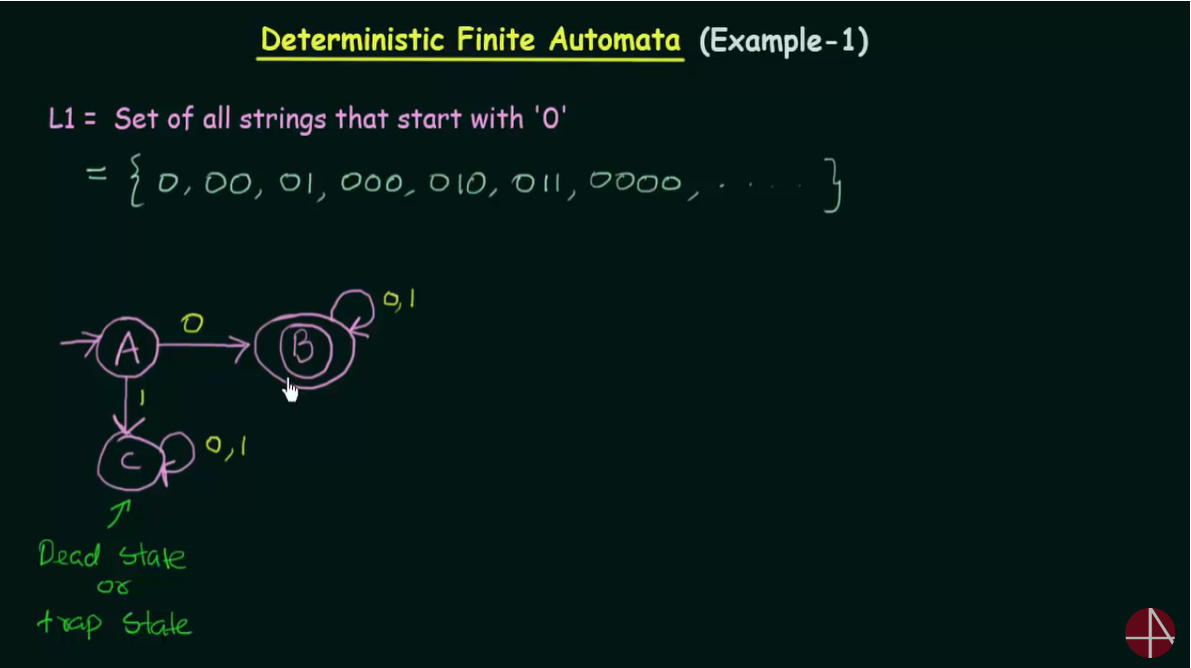 Deterministic Finite Automata (Example-1)
L1 = Set of all strings that start with '0'
= { 0, 00, 01, 000, 010, 011, 0000, ..... }
0,1
0
A
B
1
C
0,1
Dead state
or
trap state